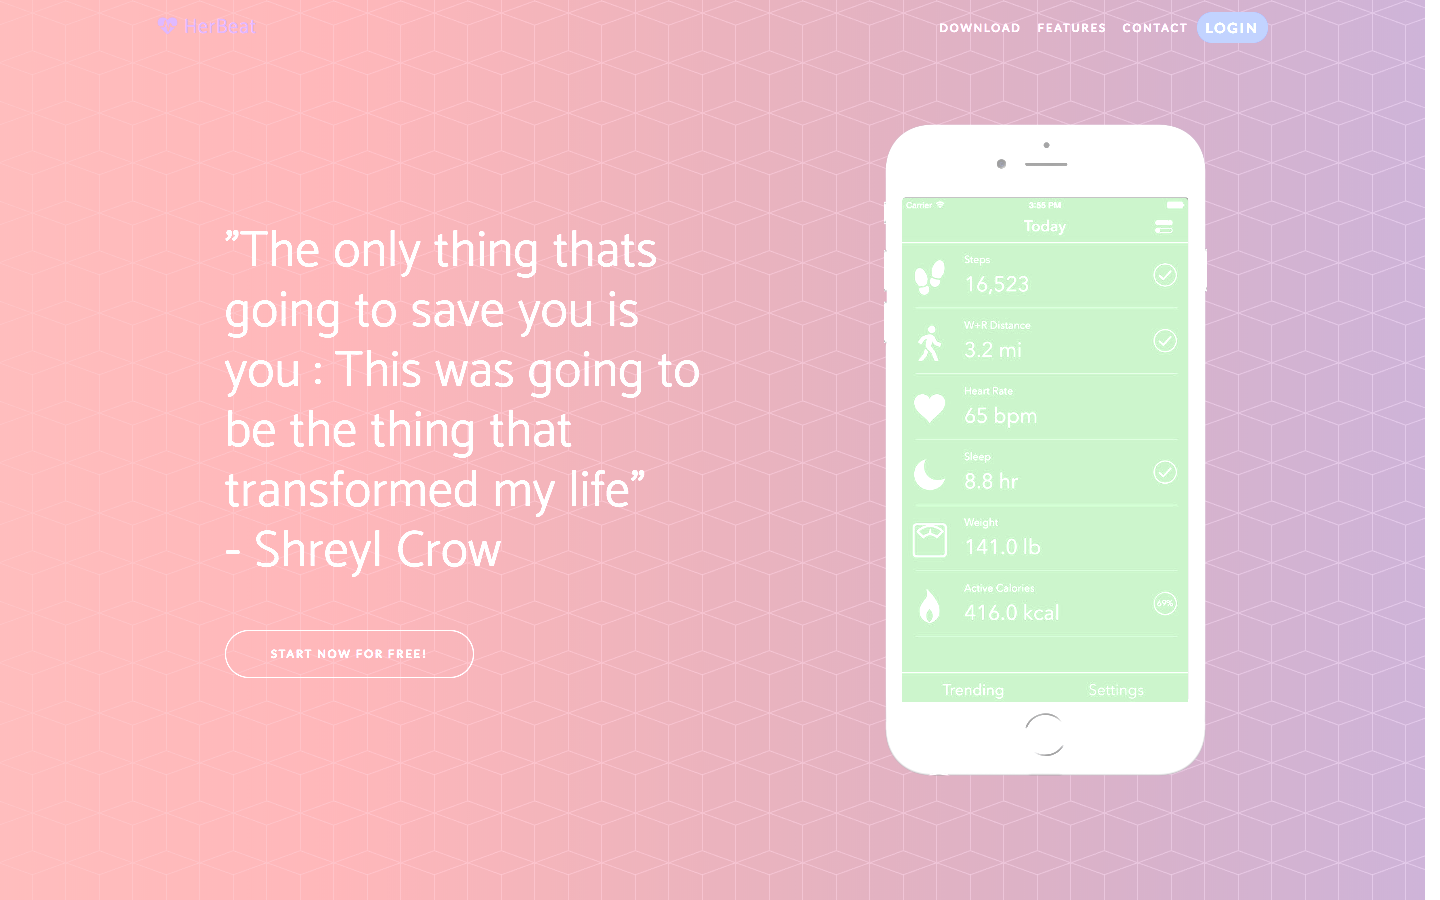 HerBeat
DOWNLOAD FEATURES CONTACT LOGIN
"The only thing thats
going to save you is
you : This was going to
be the thing that
transformed my life"
- Shreyl Crow
START NOW FOR FREE!
Carrier 3:55 PM
Today
Steps
16,523
W+R Distance
3.2 mi
Heart Rate
65 bpm
Sleep
8.8 hr
Weight
141.0 lb
Active Calories
416.0 kcal
69%
Trending Settings